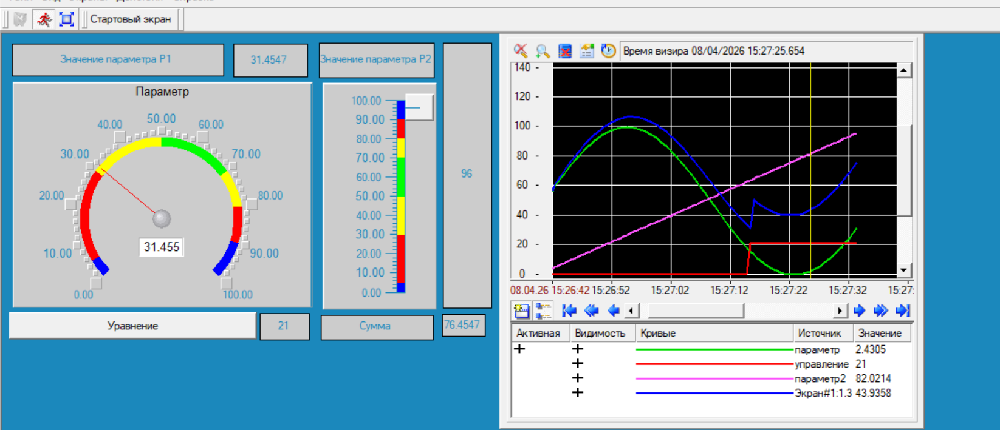 Стартовый экран
Значение параметра P1
31.4547
Значение параметра P2
96
Параметр
0.00
10.00
20.00
30.00
40.00
50.00
60.00
70.00
80.00
90.00
100.00
31.455
100.00
90.00
80.00
70.00
60.00
50.00
40.00
30.00
20.00
10.00
0.00
Уравнение
21
Сумма
76.4547
Время визира 08/04/2026 15:27:25.654
140
120
100
80
60
40
20
0
08.04.26 15:26:42 15:26:52 15:27:02 15:27:12 15:27:22 15:27:32 15:27:
Активная Видимость Кривые Источник Значение
параметр 2.4305
управление 21
параметр2 82.0214
Экран#1:1.3 43.9358